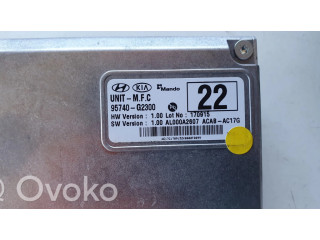 HYUNDAI KIA Mando
UNIT - M.F.C
95740 - G2300
22
HW Version : 1.00 Lot No : 170915
SW Version : 1.00 AL000A2607 ACAB-AC17G
Ovoko